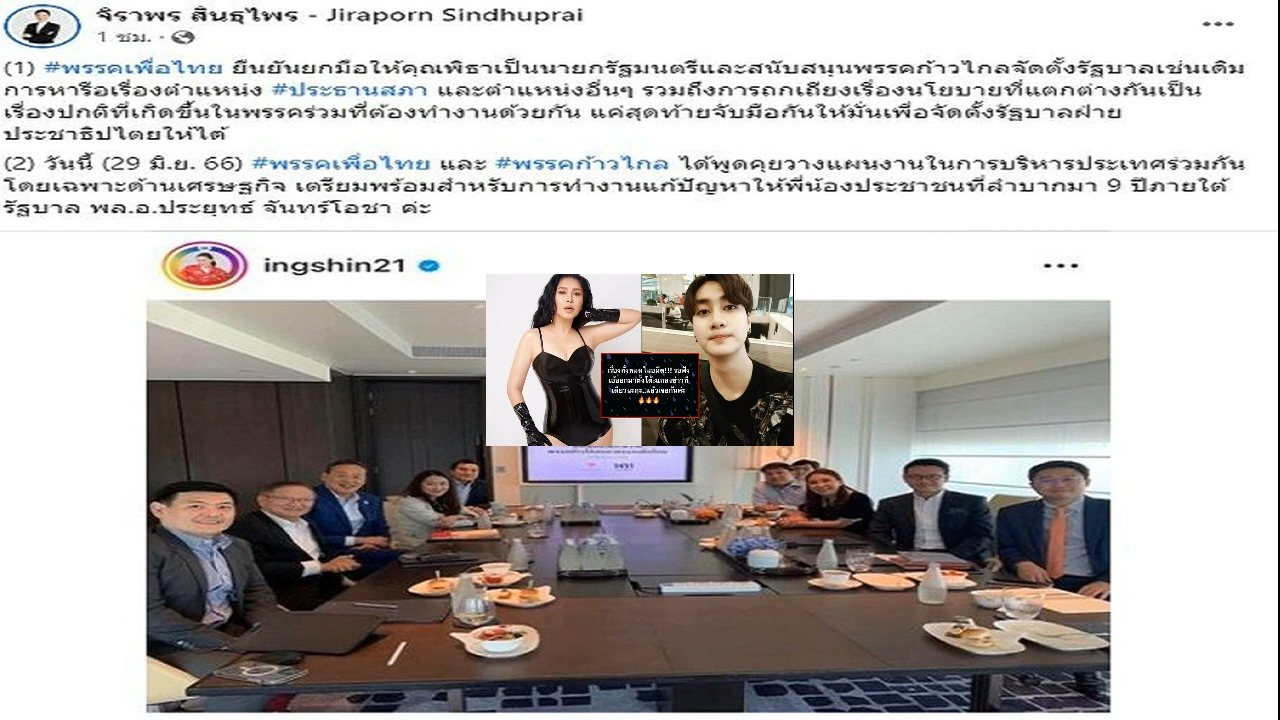 จิราพร สินธุไพร - Jiraporn Sindhuprai
1 ชม. ·
(1) #พรรคเพื่อไทย ยืนยันยกมือให้คุณพิธาเป็นนายกรัฐมนตรีและสนับสนุนพรรคก้าวไกลจัดตั้งรัฐบาลเช่นเดิม
การหารือเรื่องตำแหน่ง #ประธานสภา และตำแหน่งอื่นๆ รวมถึงการถกเถียงเรื่องนโยบายที่แตกต่างกันเป็น
เรื่องปกติที่เกิดขึ้นในพรรคร่วมที่ต้องทำงานด้วยกัน แค่สุดท้ายจับมือกันให้มั่นเพื่อจัดตั้งรัฐบาลฝ่าย
ประชาธิปไตยให้ได้
(2) วันนี้ (29 มิ.ย. 66) #พรรคเพื่อไทย และ #พรรคก้าวไกล ได้พูดคุยวางแผนงานในการบริหารประเทศร่วมกัน
โดยเฉพาะด้านเศรษฐกิจ เตรียมพร้อมสำหรับการทำงานแก้ปัญหาให้พี่น้องประชาชนที่ลำบากมา 9 ปีภายใต้
รัฐบาล พล.อ.ประยุทธ์ จันทร์โอชา ค่ะ
ingshin21
เรื่องทั้งหมด